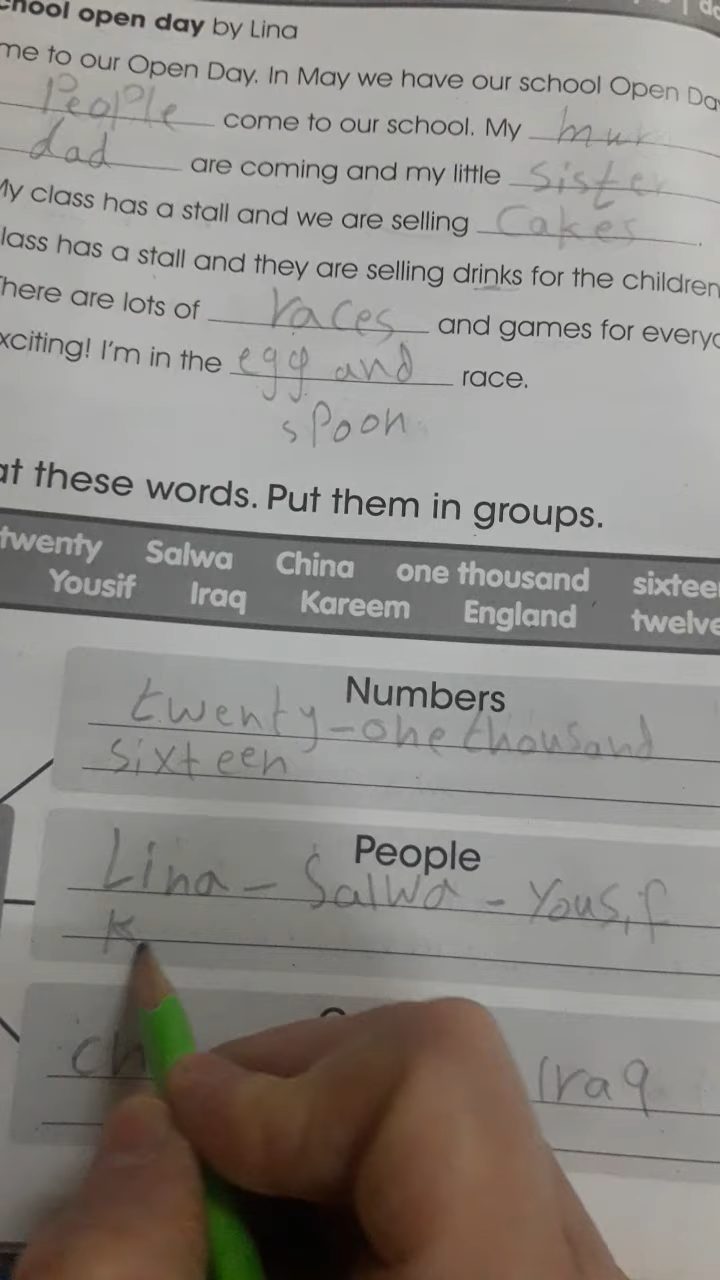 chool open day by Lina
me to our Open Day. In May we have our school Open Da
People come to our school. My mum
dad are coming and my little sister
My class has a stall and we are selling Cakes.
lass has a stall and they are selling drinks for the children
There are lots of races and games for everyo
xciting! I'm in the egg and race.
spoon
at these words. Put them in groups.
twenty Salwa China one thousand sixtee
Yousif Iraq Kareem England twelve
Numbers
twenty-one thousand
sixteen
People
Lina - Salwa - Yousif
K
Ch Iraq